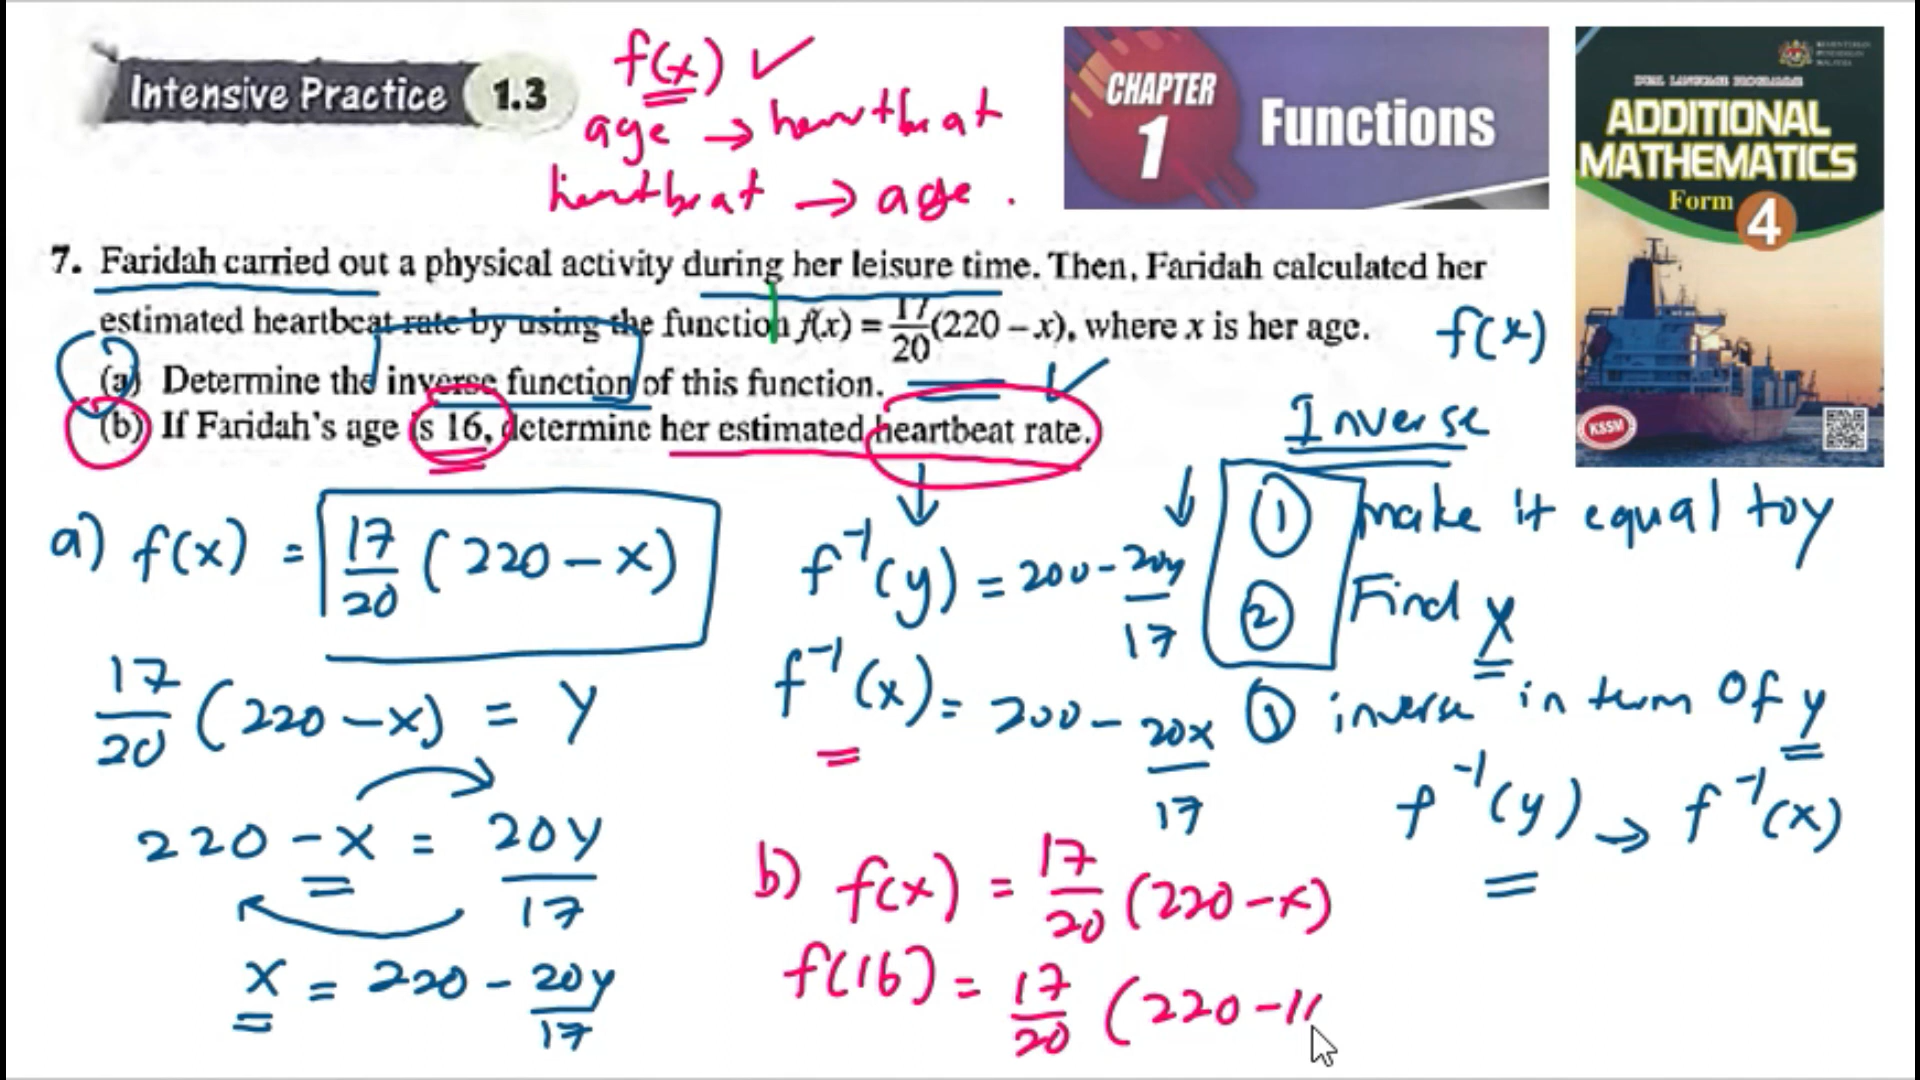 Intensive Practice 1.3
f(x) ✓
age → heartbeat
heartbeat → age .
CHAPTER 1
Functions
DUAL LANGUAGE PROGRAMME
ADDITIONAL
MATHEMATICS
Form 4
KSSM
7. Faridah carried out a physical activity during her leisure time. Then, Faridah calculated her
estimated heartbeat rate by using the function f(x) = 17/20(220 – x), where x is her age.
(a) Determine the inverse function of this function.
(b) If Faridah's age is 16, determine her estimated heartbeat rate.
f(x)
a) f(x) = 17/20 (220 - x)
17/20 (220 - x) = y
220 - x = 20y/17
x = 220 - 20y/17
f⁻¹(y) = 200 - 20y/17
f⁻¹(x) = 200 - 20x/17
Inverse
① make it equal to y
② Find x
③ inverse in term of y
f⁻¹(y) → f⁻¹(x)
b) f(x) = 17/20 (220 - x)
f(16) = 17/20 (220 - 1